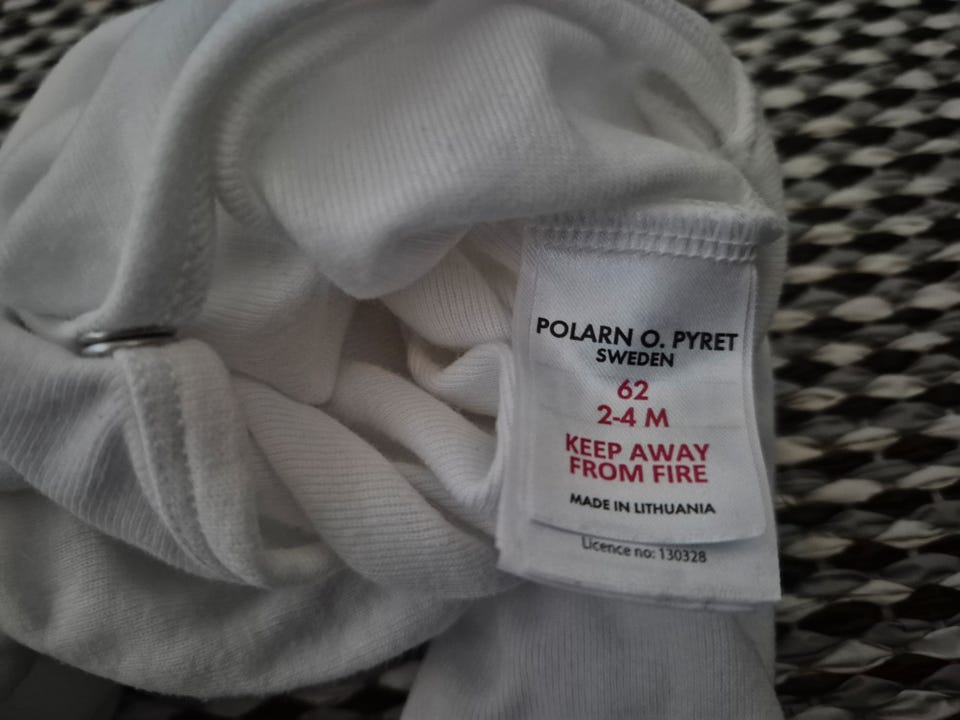 POLARN O. PYRET
SWEDEN
62
2-4 M
KEEP AWAY
FROM FIRE
MADE IN LITHUANIA
Licence no: 130328